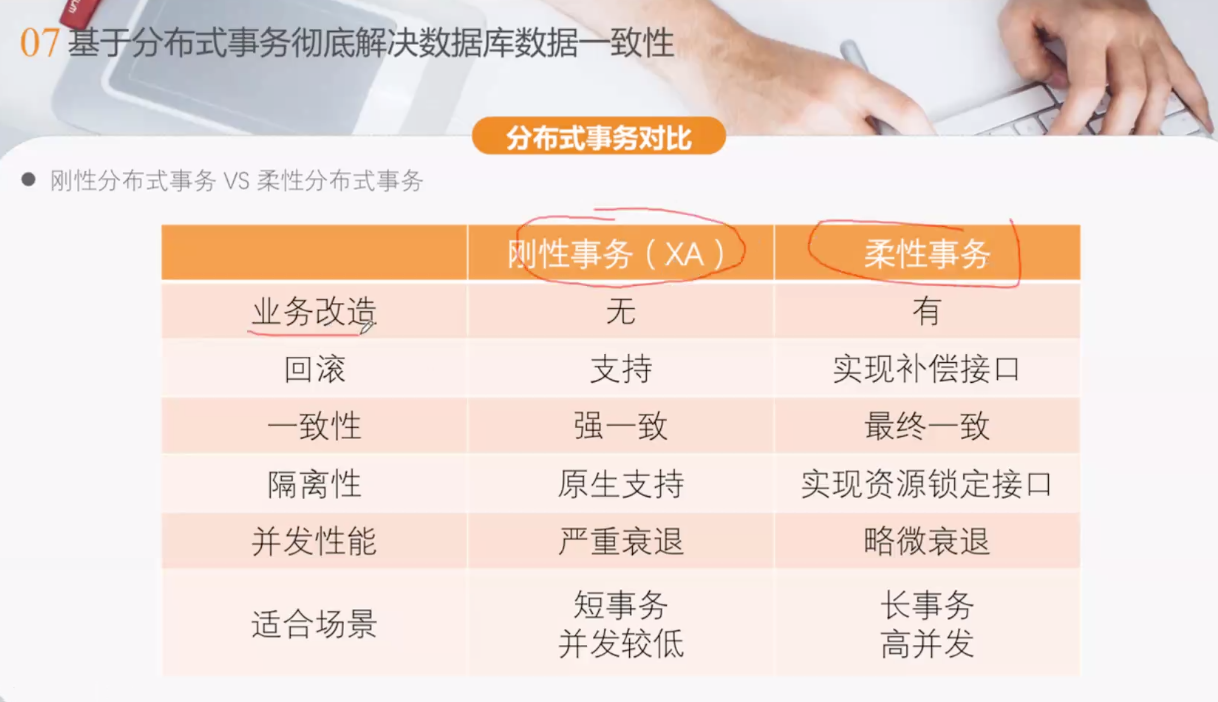 07 基于分布式事务彻底解决数据库数据一致性
分布式事务对比
刚性分布式事务 VS 柔性分布式事务
刚性事务（XA） 柔性事务
业务改造 无 有
回滚 支持 实现补偿接口
一致性 强一致 最终一致
隔离性 原生支持 实现资源锁定接口
并发性能 严重衰退 略微衰退
适合场景 短事务 长事务
并发较低 高并发